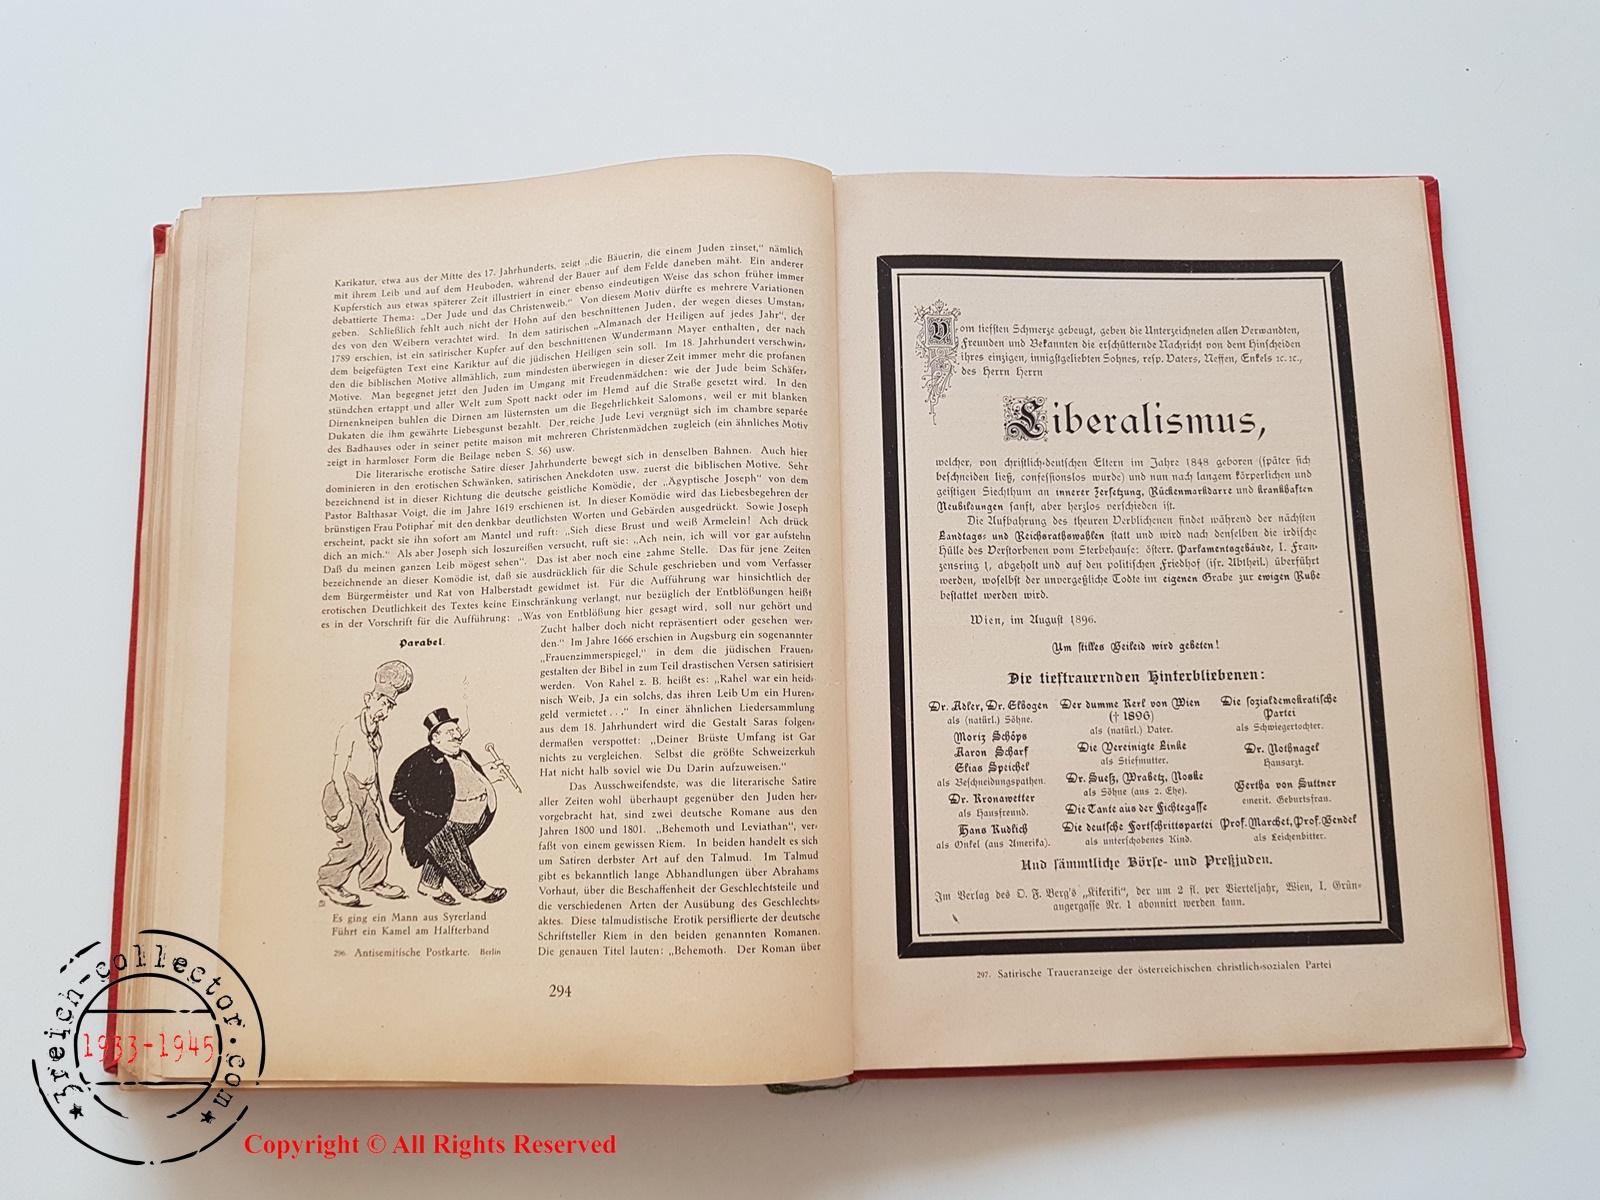 Karikatur, etwa aus der Mitte des 17. Jahrhunderts, zeigt „die Bäuerin, die einem Juden zinset,“ nämlich
mit ihrem Leib und auf dem Heuboden, während der Bauer auf dem Felde daneben mäht. Ein anderer
Kupferstich aus etwas späterer Zeit illustriert in einer ebenso eindeutigen Weise das schon früher immer
debattierte Thema: „Der Jude und das Christenweib.“ Von diesem Motiv dürfte es mehrere Variationen
geben. Schließlich fehlt auch nicht der Hohn auf den beschnittenen Juden, der wegen dieses Umstan-
des von den Weibern verachtet wird. In dem satirischen „Almanach der Heiligen auf jedes Jahr“, der
1789 erschien, ist ein satirischer Kupfer auf den beschnittenen Wundermann Mayer enthalten, der nach
dem beigefügten Text eine Kariktur auf die jüdischen Heiligen sein soll. Im 18. Jahrhundert verschwin-
den die biblischen Motive allmählich, zum mindesten überwiegen in dieser Zeit immer mehr die profanen
Motive. Man begegnet jetzt den Juden im Umgang mit Freudenmädchen: wie der Jude beim Schäfer-
stündchen ertappt und aller Welt zum Spott nackt oder im Hemd auf die Straße gesetzt wird. In den
Dirnenkneipen buhlen die Dirnen am lüsternsten um die Begehrlichkeit Salomons, weil er mit blanken
Dukaten die ihm gewährte Liebesgunst bezahlt. Der reiche Jude Levi vergnügt sich im chambre separée
des Badhauses oder in seiner petite maison mit mehreren Christenmädchen zugleich (ein ähnliches Motiv
zeigt in harmloser Form die Beilage neben S. 56) usw.
Die literarische erotische Satire dieser Jahrhunderte bewegt sich in denselben Bahnen. Auch hier
dominieren in den erotischen Schwänken, satirischen Anekdoten usw. zuerst die biblischen Motive. Sehr
bezeichnend ist in dieser Richtung die deutsche geistliche Komödie, der „Ägyptische Joseph“ von dem
Pastor Balthasar Voigt, die im Jahre 1619 erschienen ist. In dieser Komödie wird das Liebesbegehren der
brünstigen Frau Potiphar mit den denkbar deutlichsten Worten und Gebärden ausgedrückt. Sowie Joseph
erscheint, packt sie ihn sofort am Mantel und ruft: „Sieh diese Brust und weiß Ärmelein! Ach drück
dich an mich.“ Als aber Joseph sich loszureißen versucht, ruft sie: „Ach nein, ich will vor gar aufstehn
Daß du meinen ganzen Leib mögest sehen“. Das ist aber noch eine zahme Stelle. Das für jene Zeiten
bezeichnende an dieser Komödie ist, daß sie ausdrücklich für die Schule geschrieben und vom Verfasser
dem Bürgermeister und Rat von Halberstadt gewidmet ist. Für die Aufführung war hinsichtlich der
erotischen Deutlichkeit des Textes keine Einschränkung verlangt, nur bezüglich der Entblößungen heißt
es in der Vorschrift für die Aufführung: „Was von Entblößung hier gesagt wird, soll nur gehört und
Zucht halber doch nicht repräsentiert oder gesehen wer-
den.“ Im Jahre 1666 erschien in Augsburg ein sogenannter
„Frauenzimmerspiegel,“ in dem die jüdischen Frauen-
gestalten der Bibel in zum Teil drastischen Versen satirisiert
werden. Von Rahel z. B. heißt es: „Rahel war ein heid-
nisch Weib, Ja ein solchs, das ihren Leib Um ein Huren-
geld vermietet . . .“ In einer ähnlichen Liedersammlung
aus dem 18. Jahrhundert wird die Gestalt Saras folgen-
dermaßen verspottet: „Deiner Brüste Umfang ist Gar
nichts zu vergleichen. Selbst die größte Schweizerkuh
Hat nicht halb soviel wie Du Darin aufzuweisen.“
Das Ausschweifendste, was die literarische Satire
aller Zeiten wohl überhaupt gegenüber den Juden her-
vorgebracht hat, sind zwei deutsche Romane aus den
Jahren 1800 und 1801. „Behemoth und Leviathan“, ver-
faßt von einem gewissen Riem. In beiden handelt es sich
um Satiren derbster Art auf den Talmud. Im Talmud
gibt es bekanntlich lange Abhandlungen über Abrahams
Vorhaut, über die Beschaffenheit der Geschlechtsteile und
die verschiedenen Arten der Ausübung des Geschlechts-
aktes. Diese talmudistische Erotik persiflierte der deutsche
Schriftsteller Riem in den beiden genannten Romanen.
Die genauen Titel lauten: „Behemoth. Der Roman über
Parabel.
Es ging ein Mann aus Syrerland
Führt ein Kamel am Halfterband
296. Antisemitische Postkarte. Berlin
294
Vom tiefsten Schmerze gebeugt, geben die Unterzeichneten allen Verwandten,
Freunden und Bekannten die erschütternde Nachricht von dem Hinscheiden
ihres einzigen, innigstgeliebten Sohnes, resp. Vaters, Neffen, Enkels ꝛc. ꝛc.,
des Herrn Herrn
Liberalismus,
welcher, von christlich-deutschen Eltern im Jahre 1848 geboren (später sich
beschneiden ließ, confessionslos wurde) und nun nach langem körperlichen und
geistigen Siechthum an innerer Zersetzung, Rückenmarkdarre und krankhaften
Neubildungen sanft, aber herzlos verschieden ist.
Die Aufbahrung des theuren Verblichenen findet während der nächsten
Landtags- und Reichsrathswahlen statt und wird nach denselben die irdische
Hülle des Verstorbenen vom Sterbehause: österr. Parlamentsgebäude, I. Fran-
zensring 1, abgeholt und auf den politischen Friedhof (isr. Abtheil.) überführt
werden, woselbst der unvergeßliche Todte im eigenen Grabe zur ewigen Ruhe
bestattet werden wird.
Wien, im August 1896.
Um stilles Beileid wird gebeten!
Die tieftrauernden Hinterbliebenen:
Dr. Adler, Dr. Elbogen
als (natürl.) Söhne.
Moriz Schöps
Aaron Scharf
Elias Speichel
als Beschneidungspathen.
Dr. Kronawetter
als Hausfreund.
Hans Kudlich
als Onkel (aus Amerika).
Der dumme Kerl von Wien
(† 1896)
als (natürl.) Vater.
Die Vereinigte Linke
als Stiefmutter.
Dr. Sueß, Wrabetz, Noske
als Söhne (aus 2. Ehe).
Die Tante aus der Fichtegasse
Die deutsche Fortschrittspartei
als unterschobenes Kind.
Die sozialdemokratische
Partei
als Schwiegertochter.
Dr. Nothnagel
Hausarzt.
Bertha von Suttner
emerit. Geburtsfrau.
Prof. Marchet, Prof. Bendel
als Leichenbitter.
Und sämmtliche Börse- und Preßjuden.
Im Verlag des O. F. Berg's „Kikeriki“, der um 2 fl. per Vierteljahr, Wien, I. Grün-
angergasse Nr. 1 abonnirt werden kann.
297. Satirische Traueranzeige der österreichischen christlich-sozialen Partei
3reich-collector.com
1933-1945
Copyright © All Rights Reserved